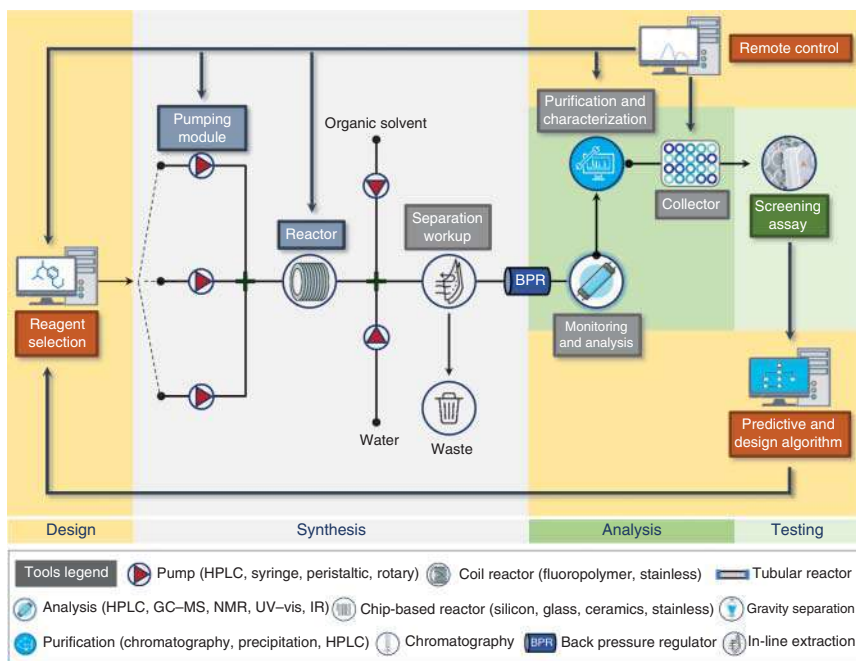 Remote control
Purification and
characterization
Pumping
module
Organic solvent
Collector
Screening
assay
Reactor
Separation
workup
BPR
Reagent
selection
Monitoring
and analysis
Water
Waste
Predictive and
design algorithm
Design
Synthesis
Analysis
Testing
Tools legend
Pump (HPLC, syringe, peristaltic, rotary)
Coil reactor (fluoropolymer, stainless)
Tubular reactor
Analysis (HPLC, GC–MS, NMR, UV–vis, IR)
Chip-based reactor (silicon, glass, ceramics, stainless)
Gravity separation
Purification (chromatography, precipitation, HPLC)
Chromatography
BPR
Back pressure regulator
In-line extraction